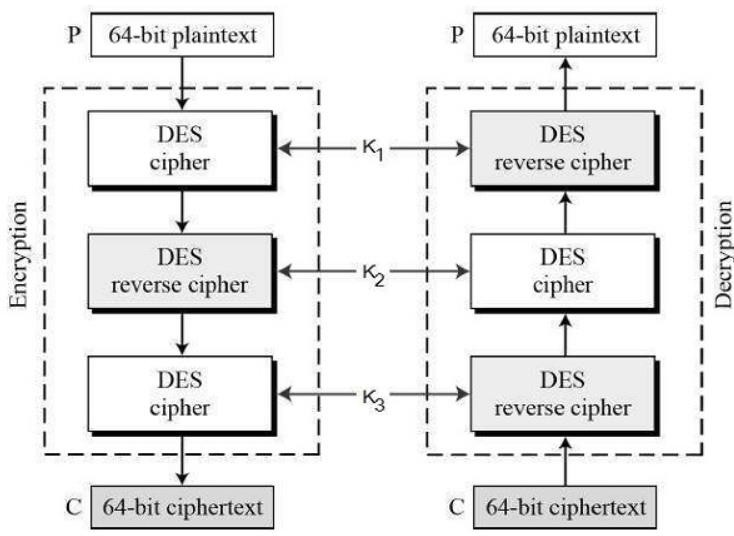 P 64-bit plaintext
DES
cipher
DES
reverse cipher
DES
cipher
C 64-bit ciphertext
Encryption
K1
K2
K3
P 64-bit plaintext
DES
reverse cipher
DES
cipher
DES
reverse cipher
C 64-bit ciphertext
Decryption